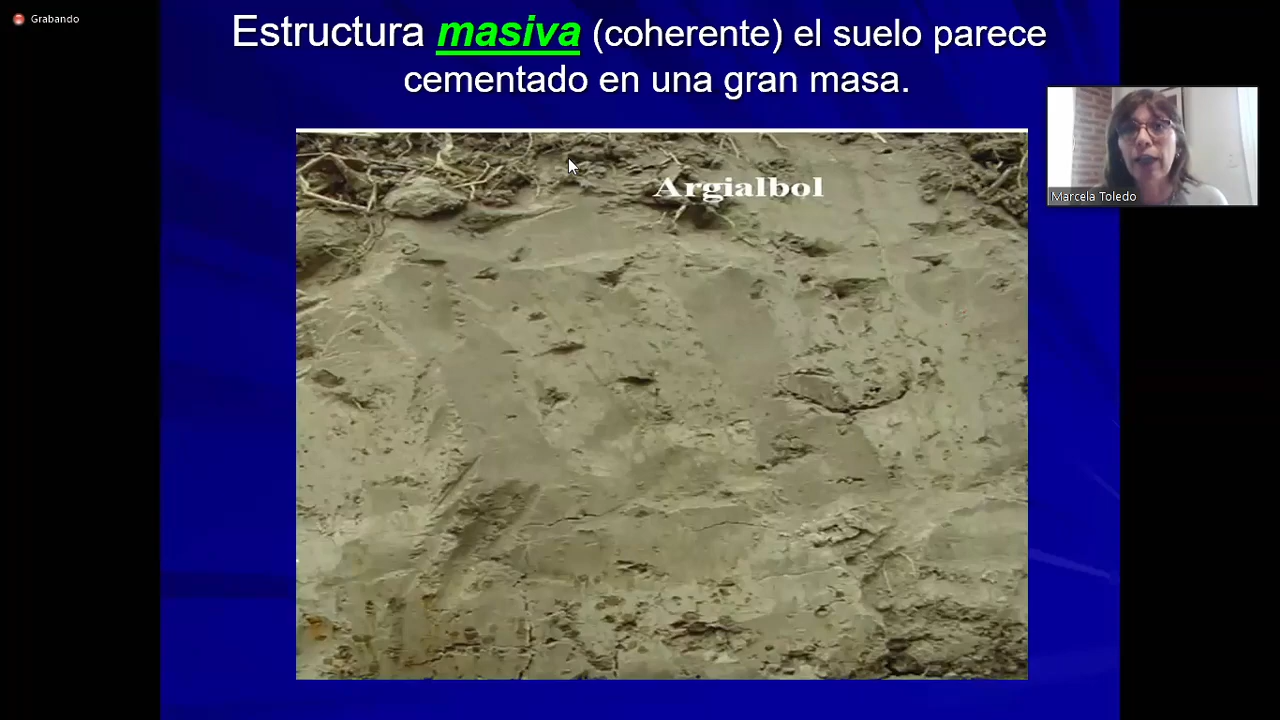 Grabando
Estructura masiva (coherente) el suelo parece
cementado en una gran masa.
Argialbol
Marcela Toledo